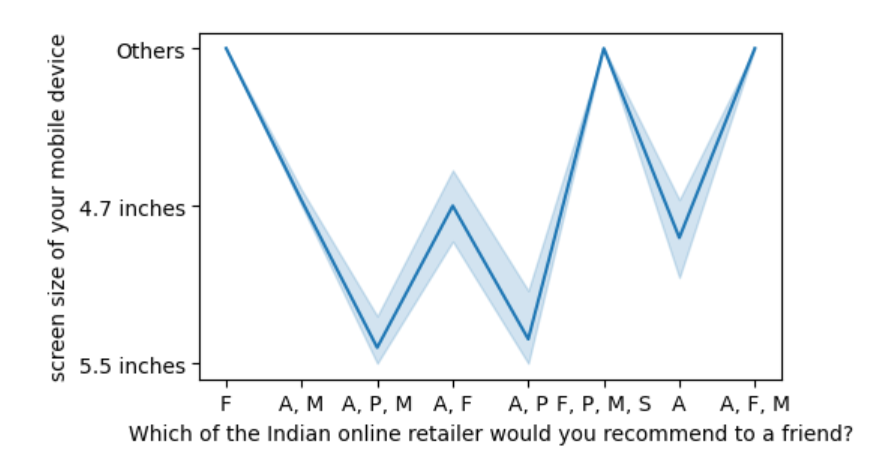 screen size of your mobile device
Others
4.7 inches
5.5 inches
F A, M A, P, M A, F A, P F, P, M, S A A, F, M
Which of the Indian online retailer would you recommend to a friend?